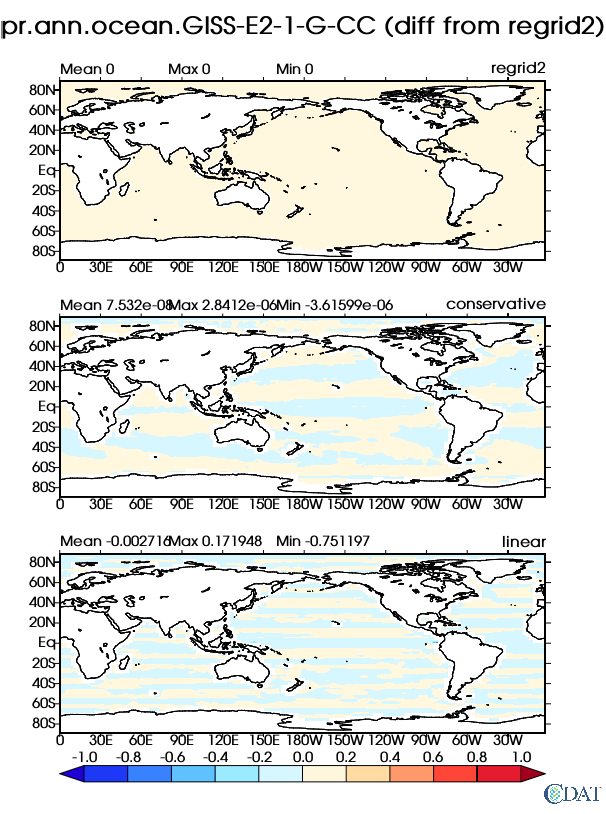 pr.ann.ocean.GISS-E2-1-G-CC (diff from regrid2)
Mean 0 Max 0 Min 0 regrid2
80N
60N
40N
20N
Eq
20S
40S
60S
80S
0 30E 60E 90E 120E 150E 180W 150W 120W 90W 60W 30W
Mean 7.532e-08 Max 2.8412e-06 Min -3.61599e-06 conservative
80N
60N
40N
20N
Eq
20S
40S
60S
80S
0 30E 60E 90E 120E 150E 180W 150W 120W 90W 60W 30W
Mean -0.002716 Max 0.171948 Min -0.751197 linear
80N
60N
40N
20N
Eq
20S
40S
60S
80S
0 30E 60E 90E 120E 150E 180W 150W 120W 90W 60W 30W
-1.0 -0.8 -0.6 -0.4 -0.2 0.0 0.2 0.4 0.6 0.8 1.0
CDAT